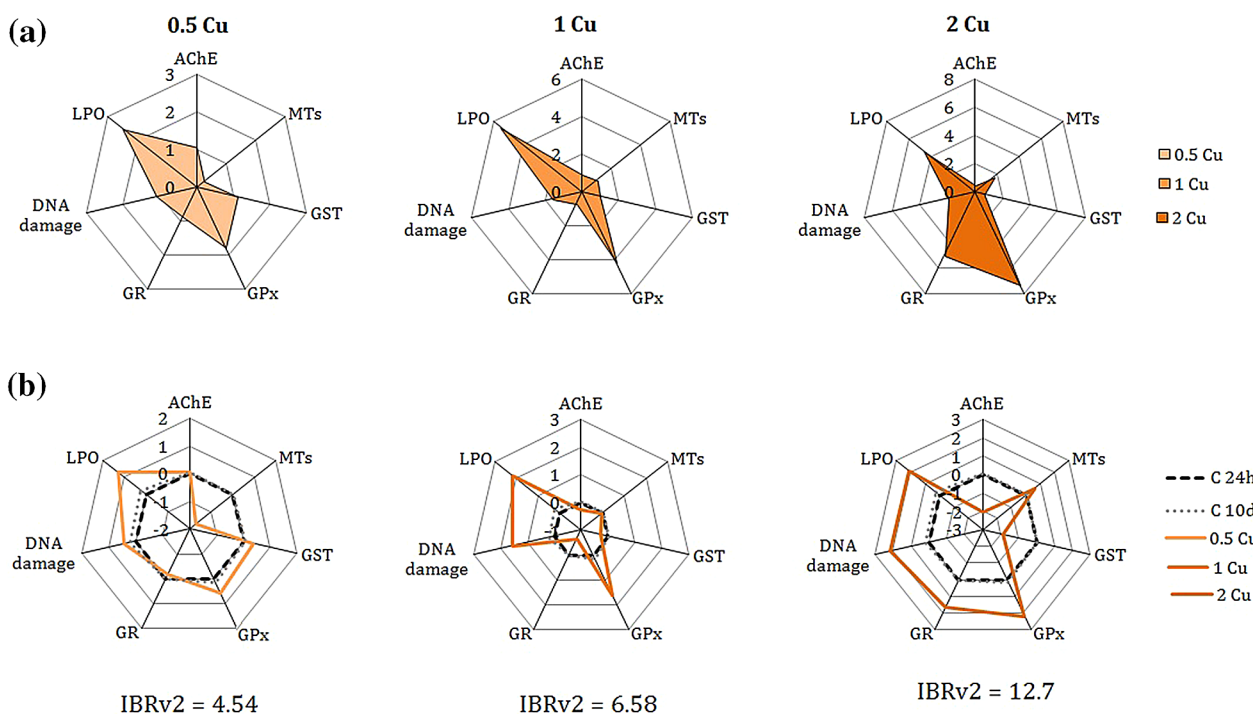 (a)
0.5 Cu
AChE
3
2
1
0
MTs
GST
GPx
GR
DNA
damage
LPO
1 Cu
AChE
6
4
2
0
MTs
GST
GPx
GR
DNA
damage
LPO
2 Cu
AChE
8
6
4
2
0
MTs
GST
GPx
GR
DNA
damage
LPO
0.5 Cu
1 Cu
2 Cu
(b)
AChE
2
1
0
-1
-2
MTs
GST
GPx
GR
DNA
damage
LPO
IBRv2 = 4.54
AChE
3
2
1
0
-1
MTs
GST
GPx
GR
DNA
damage
LPO
IBRv2 = 6.58
AChE
3
2
1
0
-1
-2
-3
MTs
GST
GPx
GR
DNA
damage
LPO
IBRv2 = 12.7
C 24h
C 10d
0.5 Cu
1 Cu
2 Cu